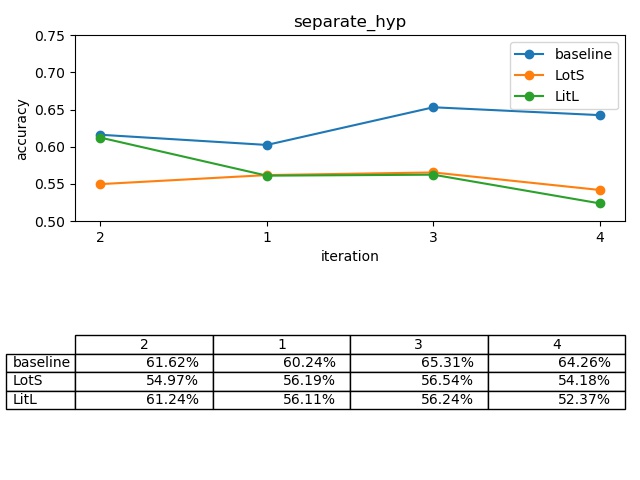 separate_hyp
0.75
0.70
0.65
0.60
0.55
0.50
accuracy
baseline
LotS
LitL
2 1 3 4
iteration
2 1 3 4
baseline 61.62% 60.24% 65.31% 64.26%
LotS 54.97% 56.19% 56.54% 54.18%
LitL 61.24% 56.11% 56.24% 52.37%